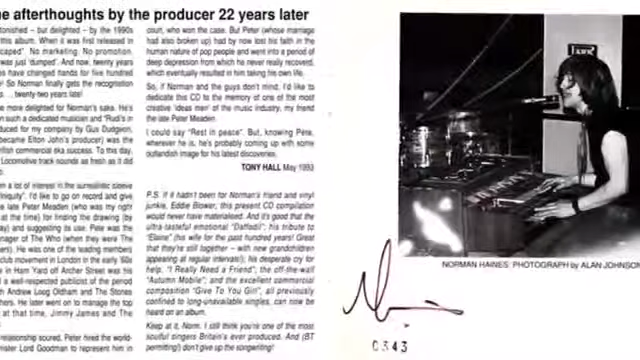 e afterthoughts by the producer 22 years later
tonished – but delighted – by the 1990s
this album. When it was first released in
caped". No marketing. No promotion.
was just 'dumped'. And now, twenty years
es have changed hands for five hundred
! So Norman finally gets the recognition
o. . . twenty-two years late!
e more delighted for Norman's sake. He's
n such a dedicated musician and "Rudi's in
duced for my company by Gus Dudgeon,
became Elton John's producer) was the
itish commercial ska success. To this day,
Locomotive track sounds as fresh as it did
n a lot of interest in the surrealistic sleeve
iniquity". I'd like to go on record and give
e late Peter Meaden (who was my right
at the time) for finding the drawing (by
ay) and suggesting its use. Pete was the
nager of The Who (when they were The
ers). He was one of the leading members
club movement in London in the early '60s
e in Ham Yard off Archer Street was his
a well-respected publicist of the period
h Andrew Loog Oldham and The Stones
hers. He later went on to manage the top
at that time, Jimmy James and The
relationship soured. Peter hired the world-
nister Lord Goodman to represent him in
court, who won the case. But Peter (whose marriage
had also broken up) had by now lost his faith in the
human nature of pop people and went into a period of
deep depression from which he never really recovered,
which eventually resulted in him taking his own life.
So, if Norman and the guys don't mind, I'd like to
dedicate this CD to the memory of one of the most
creative 'ideas men' of the music industry, my friend
the late Peter Meaden.
I could say "Rest in peace". But, knowing Pete,
wherever he is, he's probably coming up with some
outlandish image for his latest discoveries.
TONY HALL May 1993
P.S. If it hadn't been for Norman's friend and vinyl
junkie, Eddie Blower, this present CD compilation
would never have materialised. And it's good that the
ultra-tasteful emotional "Daffodil"; his tribute to
"Elaine" (his wife for the past hundred years! Great
that they're still together – with new grandchildren
appearing at regular intervals!); his desperate cry for
help, "I Really Need a Friend"; the off-the-wall
"Autumn Mobile"; and the excellent commercial
composition "Give To You Girl", all previously
confined to long-unavailable singles, can now be
heard on an album.
Keep at it, Norm. I still think you're one of the most
soulful singers Britain's ever produced. And (BT
permitting!) don't give up the songwriting!
NORMAN HAINES: PHOTOGRAPH by ALAN JOHNSON
0343